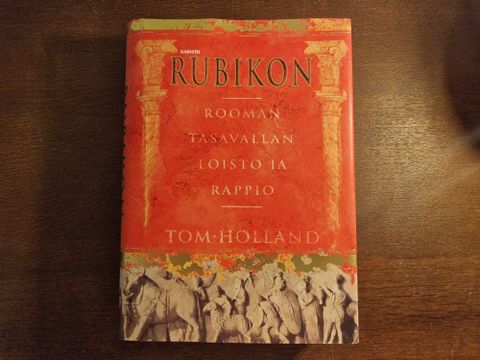 KARISTO
RUBIKON
ROOMAN
TASAVALLAN
LOISTO JA
RAPPIO
TOM·HOLLAND